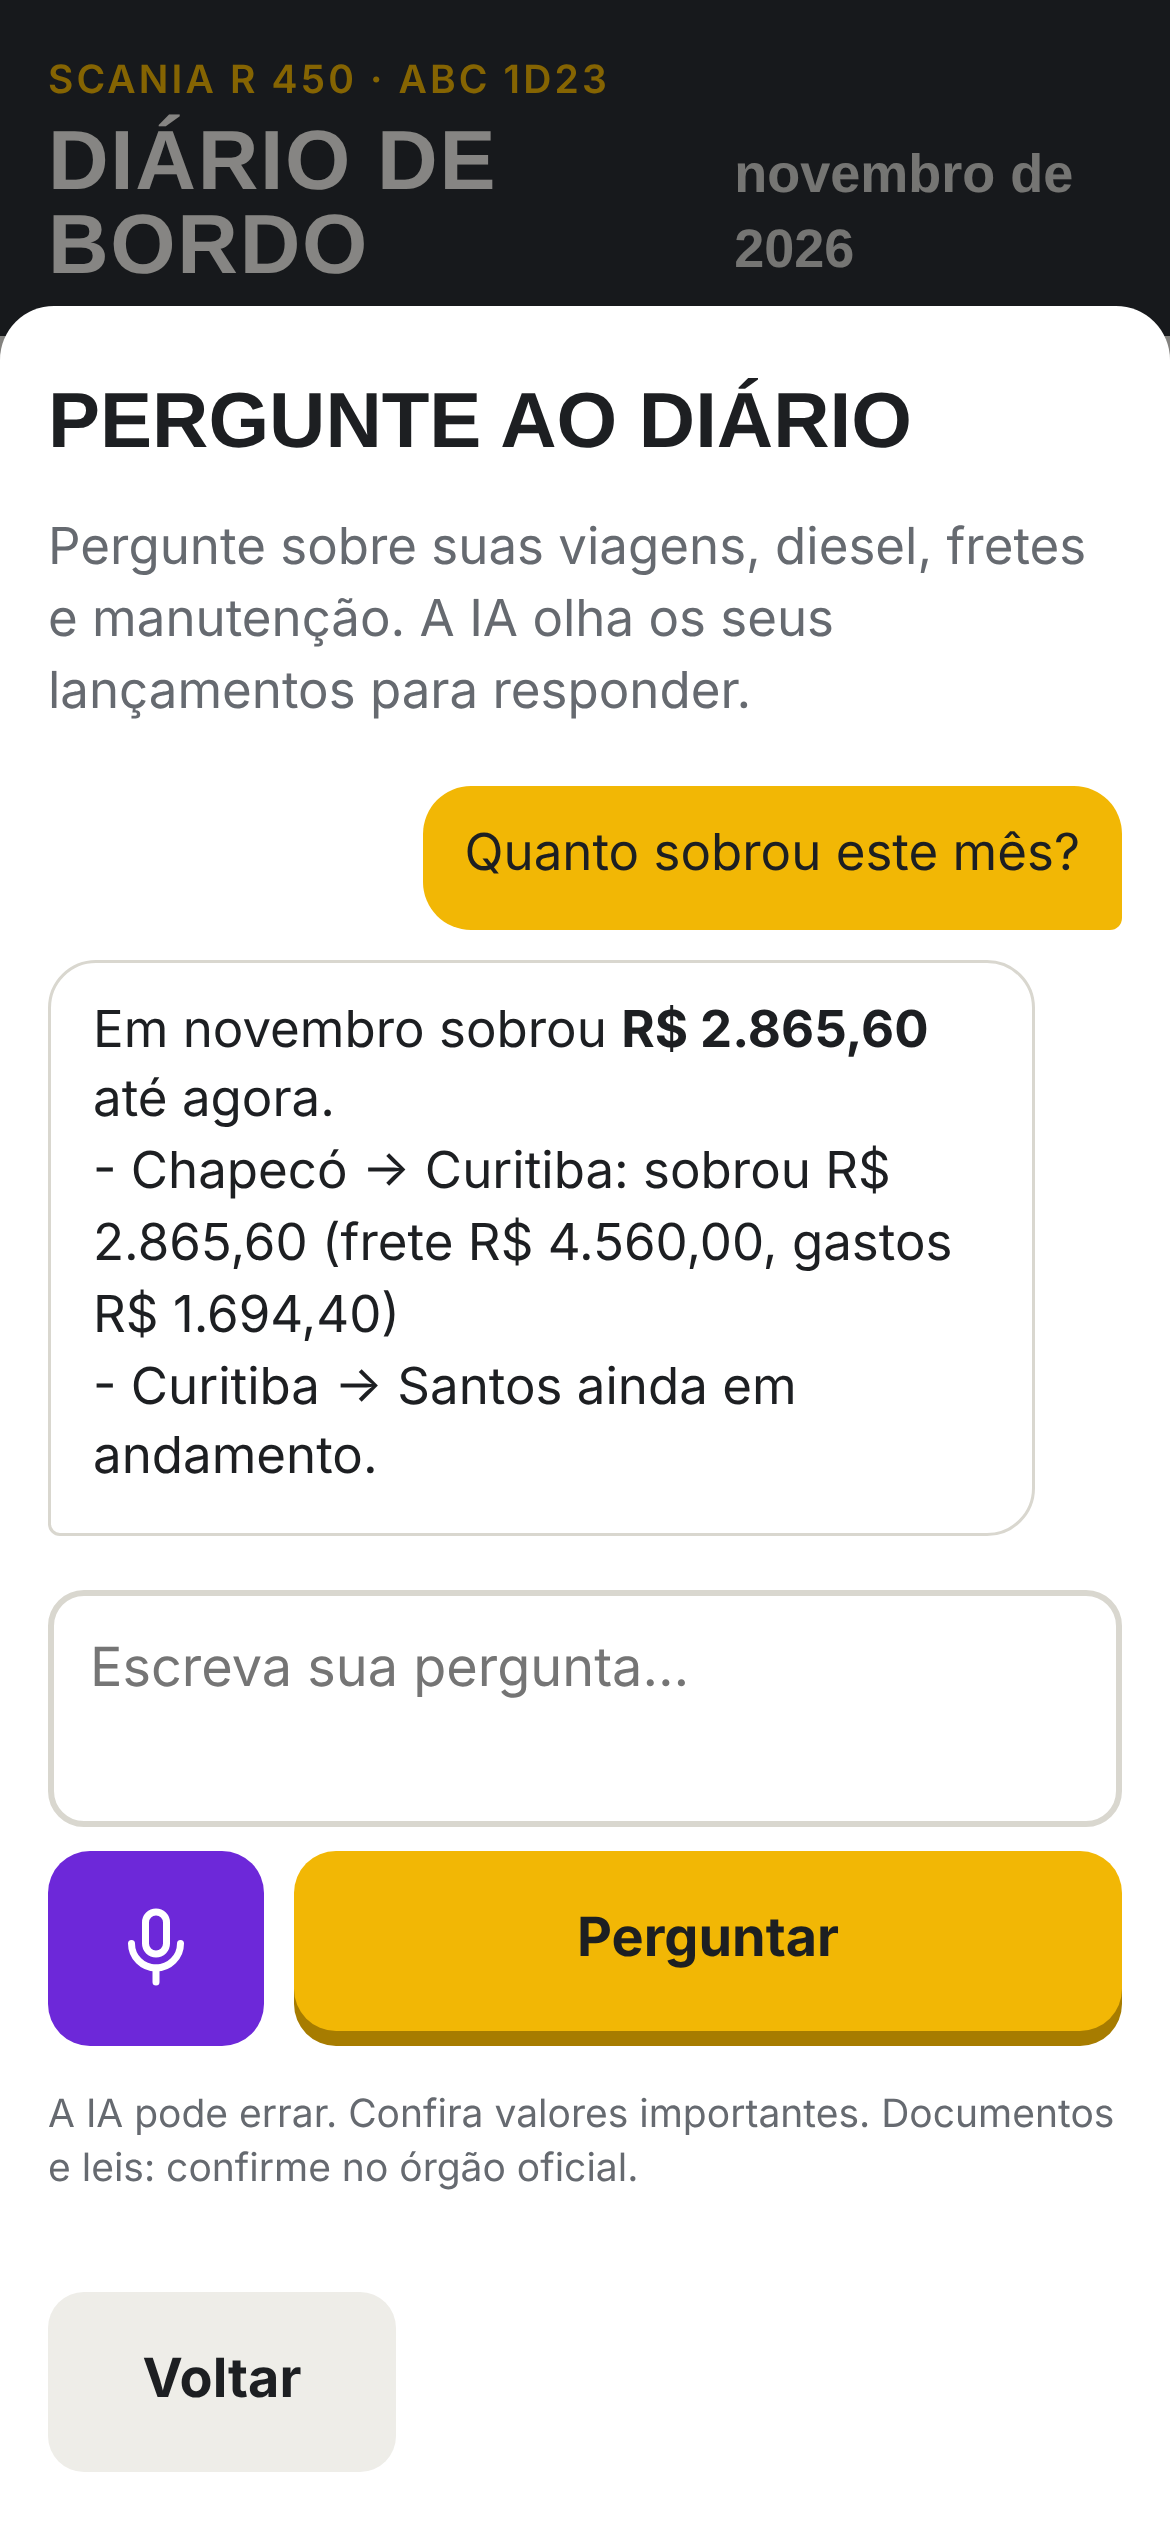 SCANIA R 450 · ABC 1D23
DIÁRIO DE
BORDO
novembro de
2026
PERGUNTE AO DIÁRIO
Pergunte sobre suas viagens, diesel, fretes
e manutenção. A IA olha os seus
lançamentos para responder.
Quanto sobrou este mês?
Em novembro sobrou R$ 2.865,60
até agora.
- Chapecó → Curitiba: sobrou R$
2.865,60 (frete R$ 4.560,00, gastos
R$ 1.694,40)
- Curitiba → Santos ainda em
andamento.
Escreva sua pergunta...
Perguntar
A IA pode errar. Confira valores importantes. Documentos
e leis: confirme no órgão oficial.
Voltar